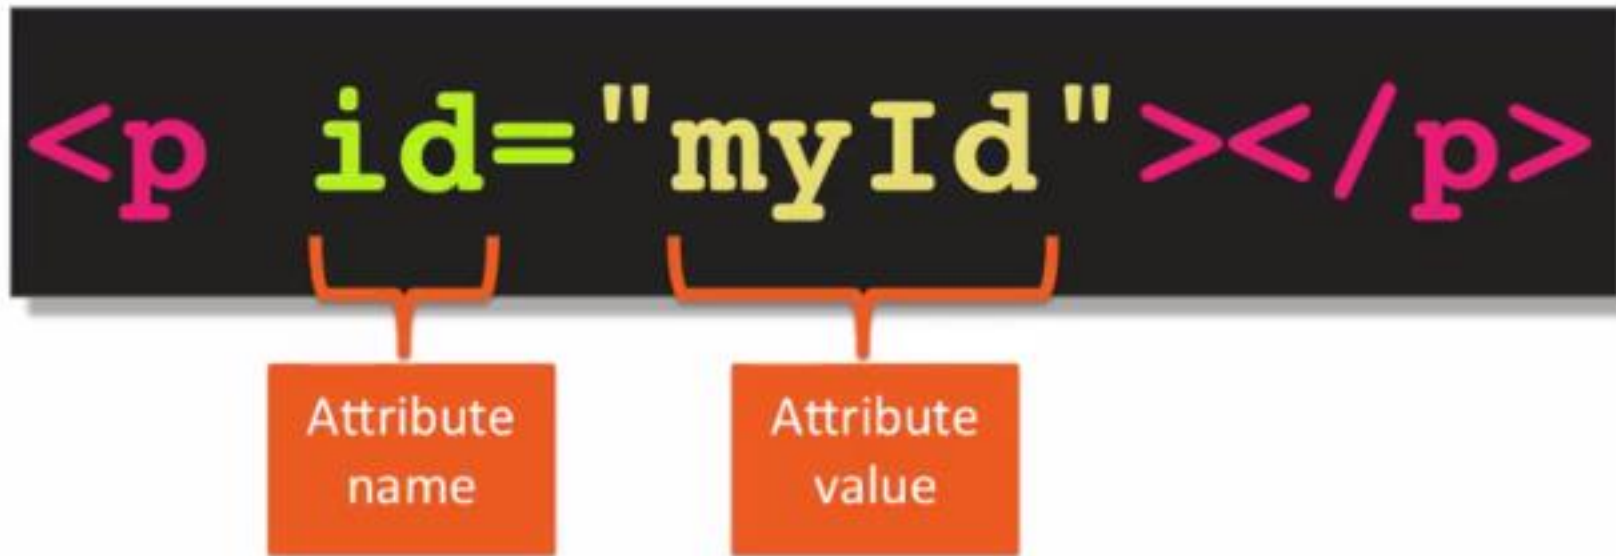 <p id="myId"></p>
Attribute
name
Attribute
value